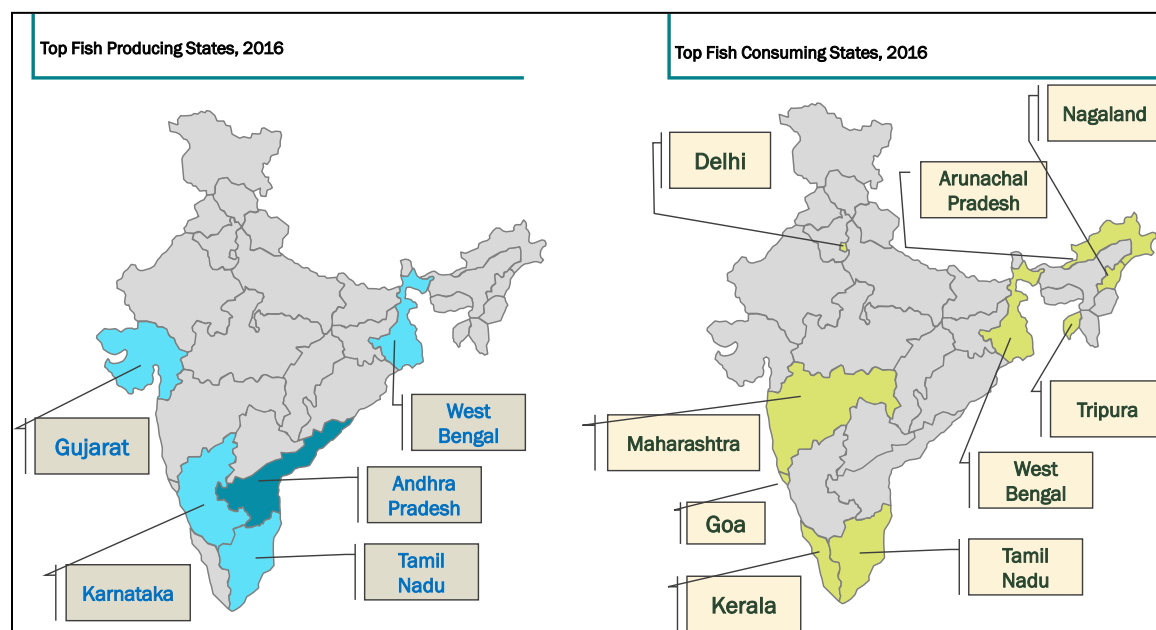 Top Fish Producing States, 2016
Gujarat
West
Bengal
Andhra
Pradesh
Tamil
Nadu
Karnataka
Top Fish Consuming States, 2016
Nagaland
Delhi
Arunachal
Pradesh
Tripura
Maharashtra
West
Bengal
Goa
Tamil
Nadu
Kerala